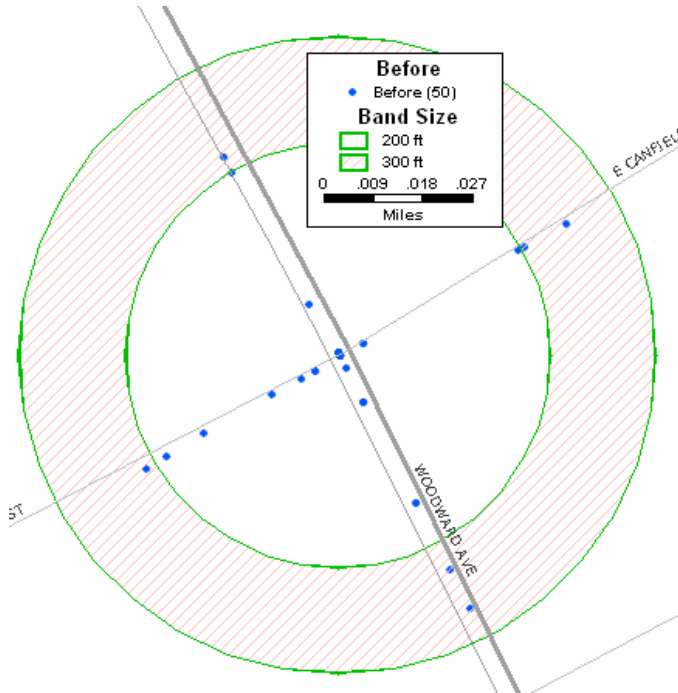 Before
Before (50)
Band Size
200 ft
300 ft
0 .009 .018 .027
Miles
E CANFIELD
WOODWARD AVE
ST